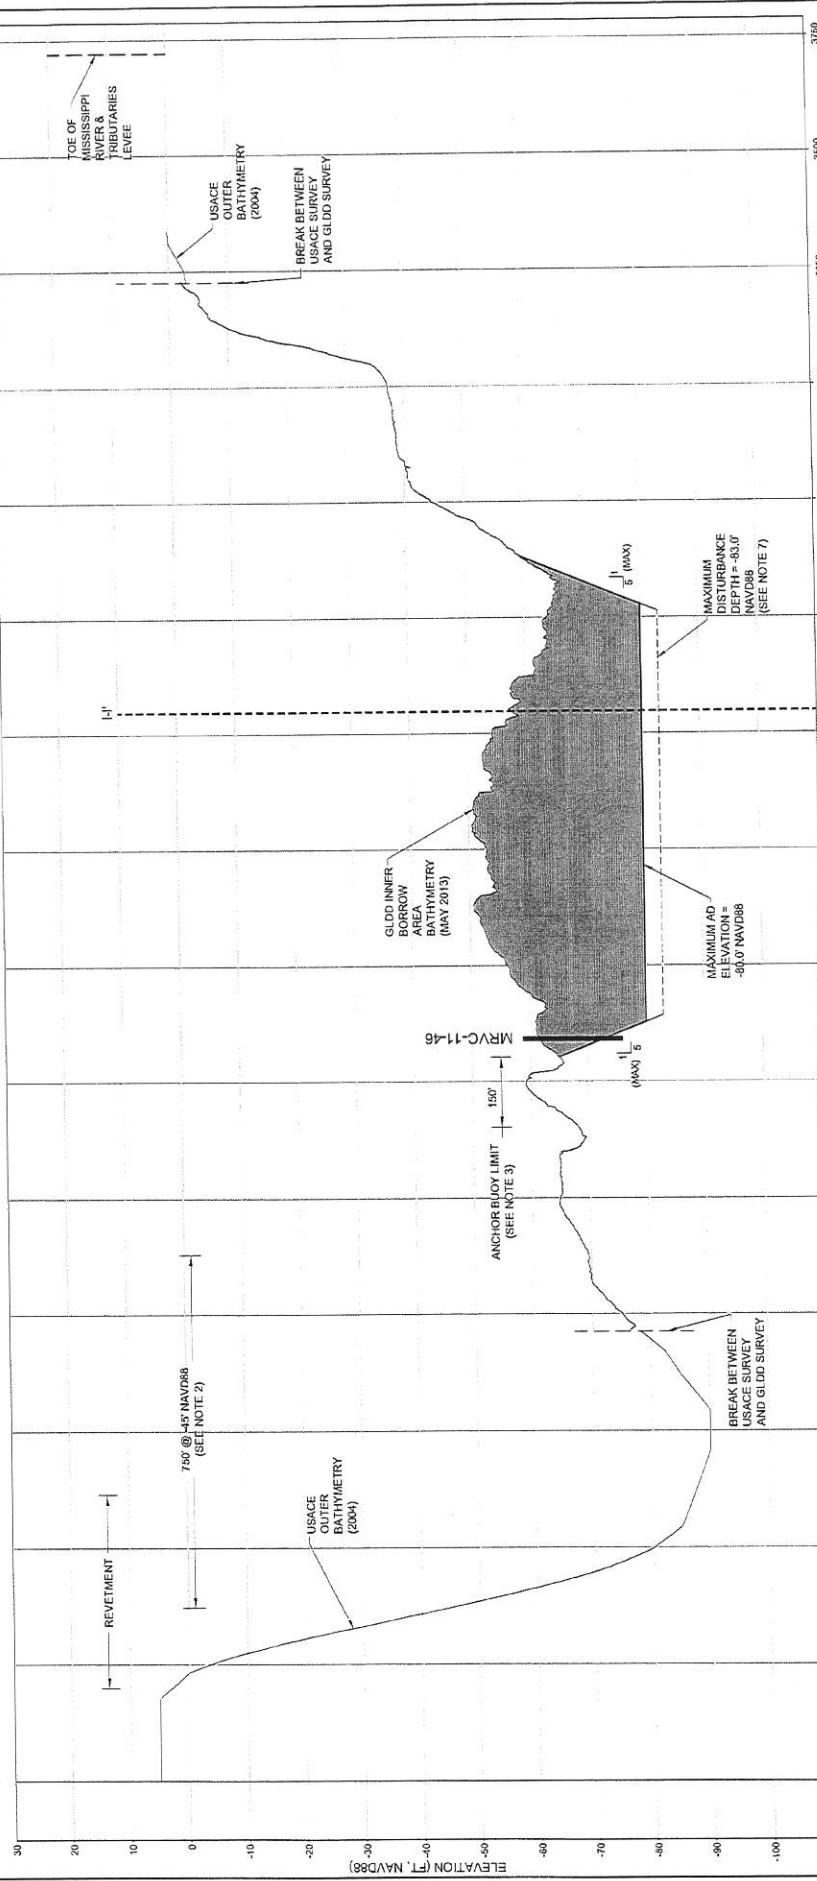 30
20
10
0
-10
-20
-30
-40
-50
-60
-70
-80
-90
-100
ELEVATION (FT. NAVD88)
REVETMENT
750' @ -45' NAVD88
(SEE NOTE 2)
USACE
OUTER
BATHYMETRY
(2004)
BREAK BETWEEN
USACE SURVEY
AND GLDD SURVEY
ANCHOR BUOY LIMIT
(SEE NOTE 3)
150'
MRVC-11-46
1
5
(MAX)
GLDD INNER
BORROW
AREA
BATHYMETRY
(MAY 2013)
MAXIMUM AD
ELEVATION =
-80.0' NAVD88
I-I'
MAXIMUM
DISTURBANCE
DEPTH = -83.0'
NAVD88
(SEE NOTE 7)
1
5 (MAX)
BREAK BETWEEN
USACE SURVEY
AND GLDD SURVEY
USACE
OUTER
BATHYMETRY
(2004)
TOE OF
MISSISSIPPI
RIVER &
TRIBUTARIES
LEVEE
3750